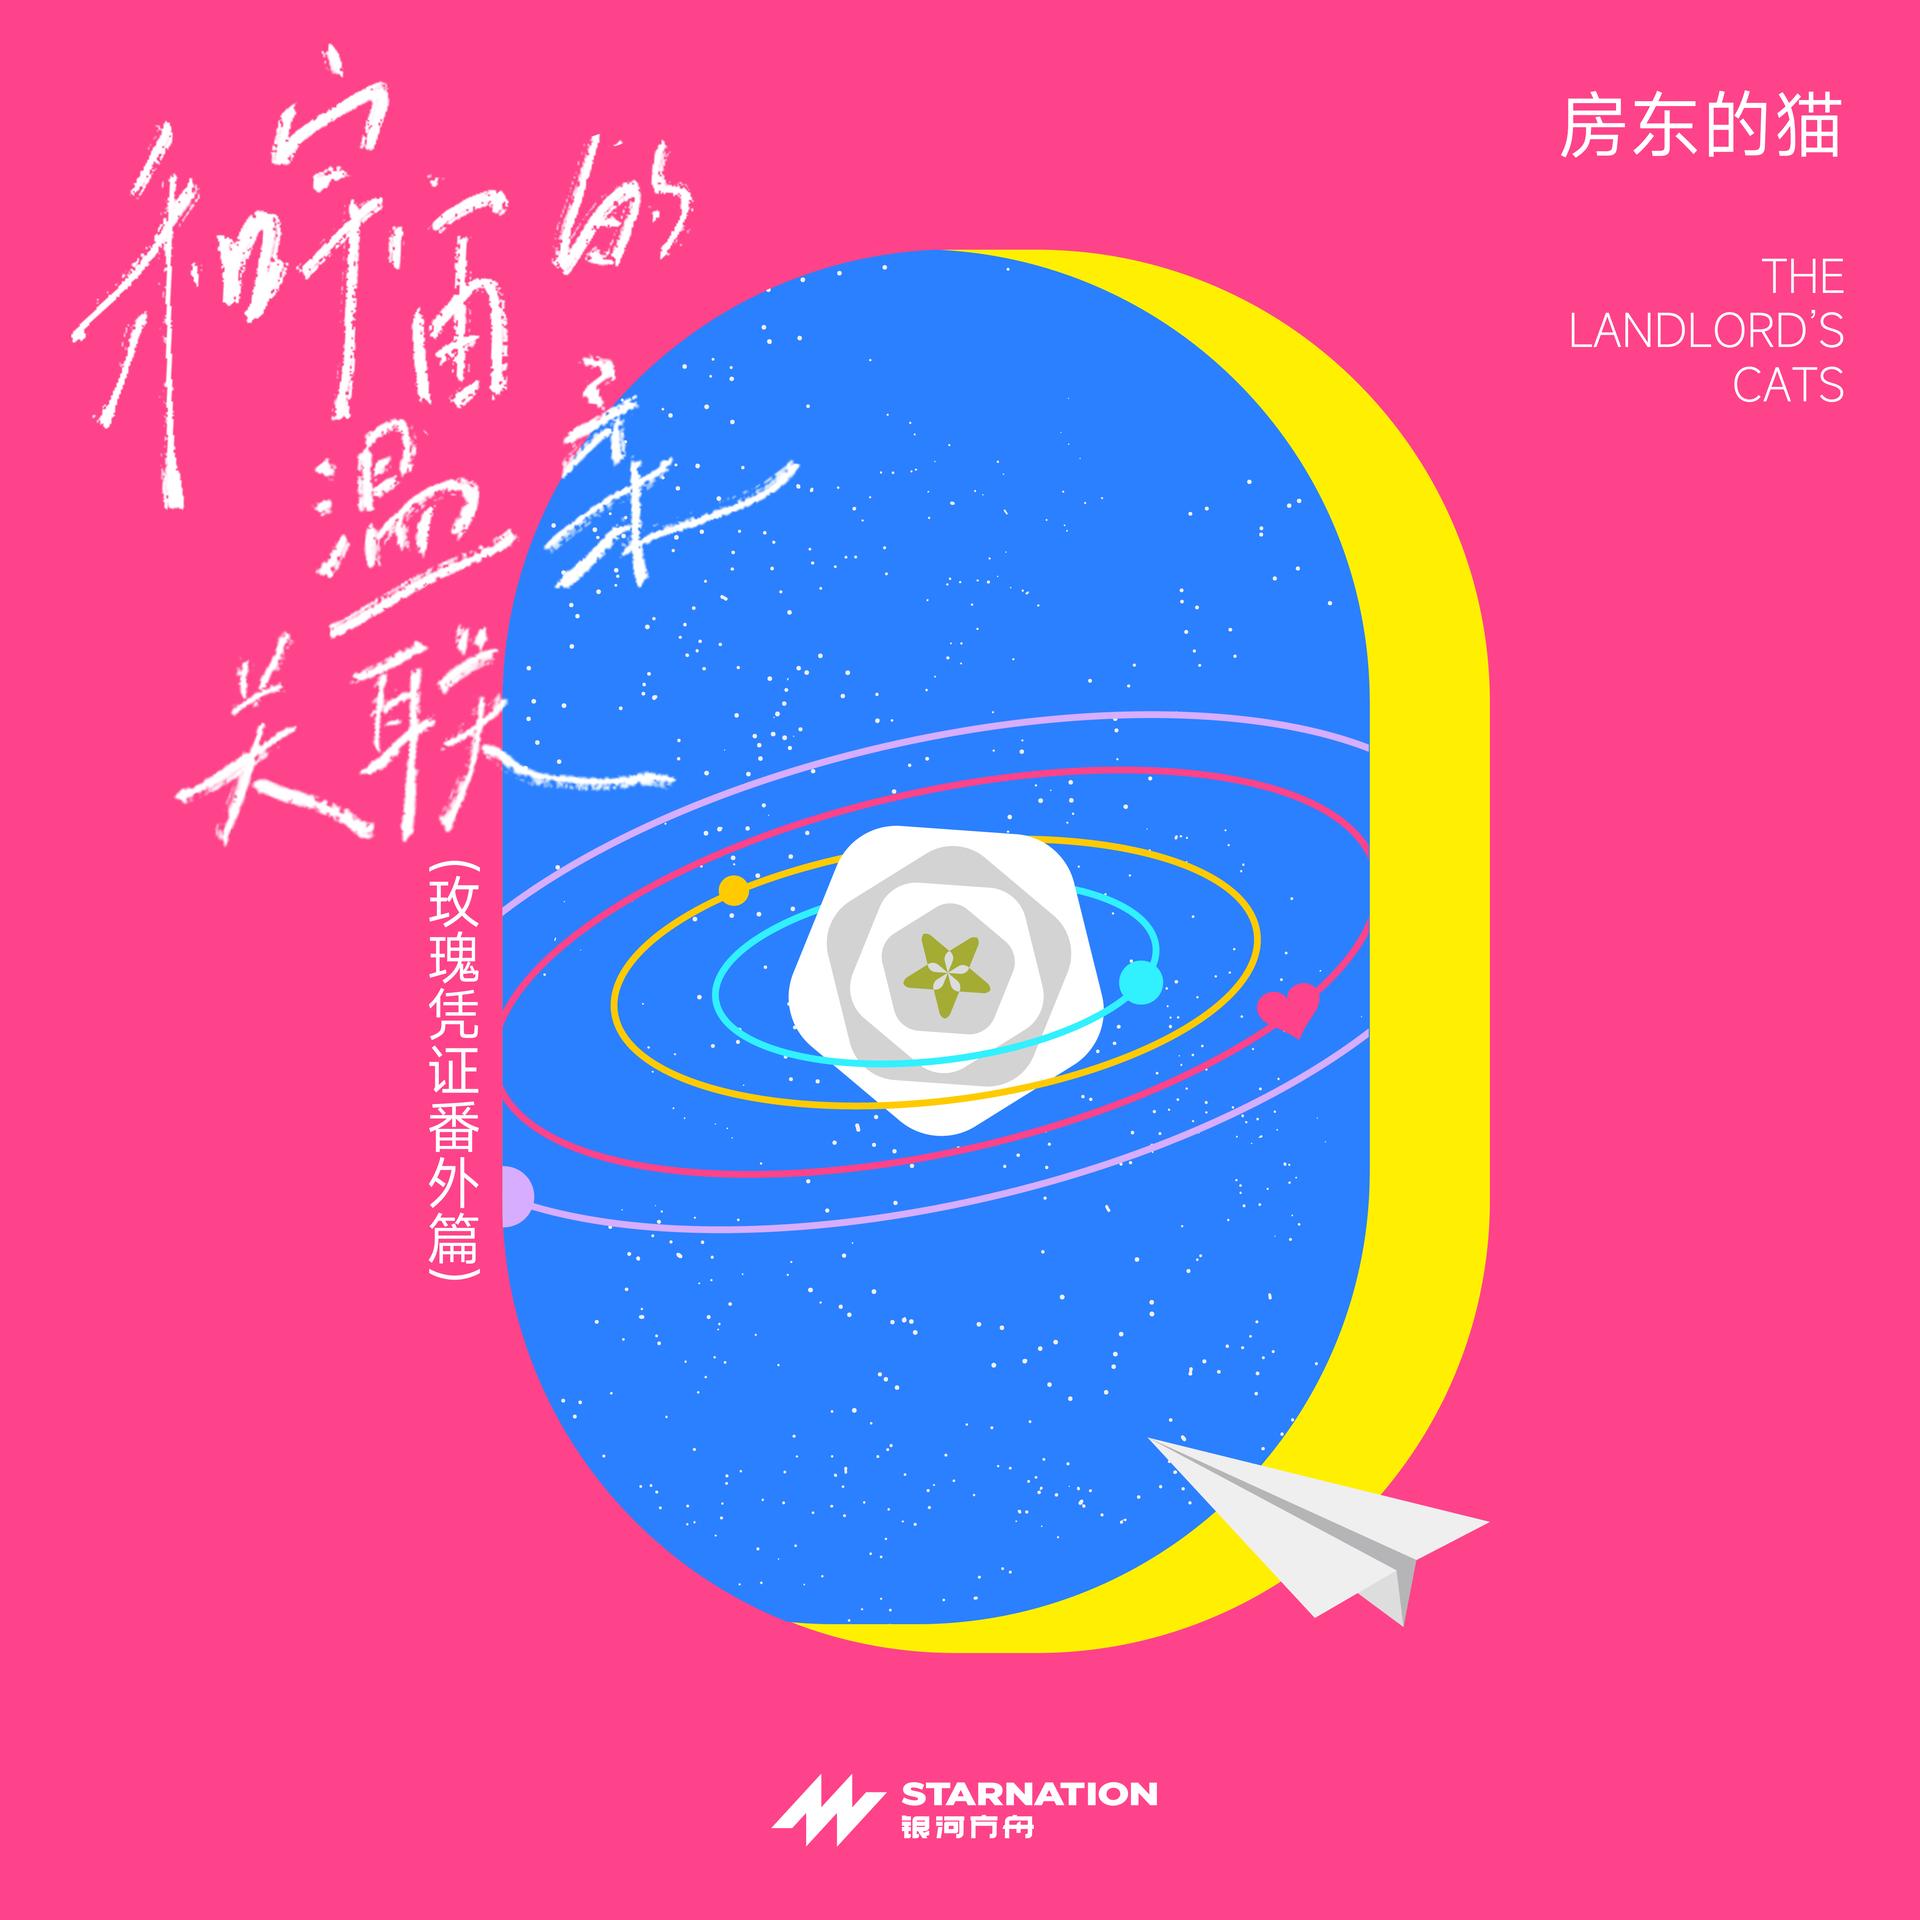 和宇宙的
温柔
关联
(玫瑰凭证番外篇)
房东的猫
THE
LANDLORD'S
CATS
STARNATION
银河方舟